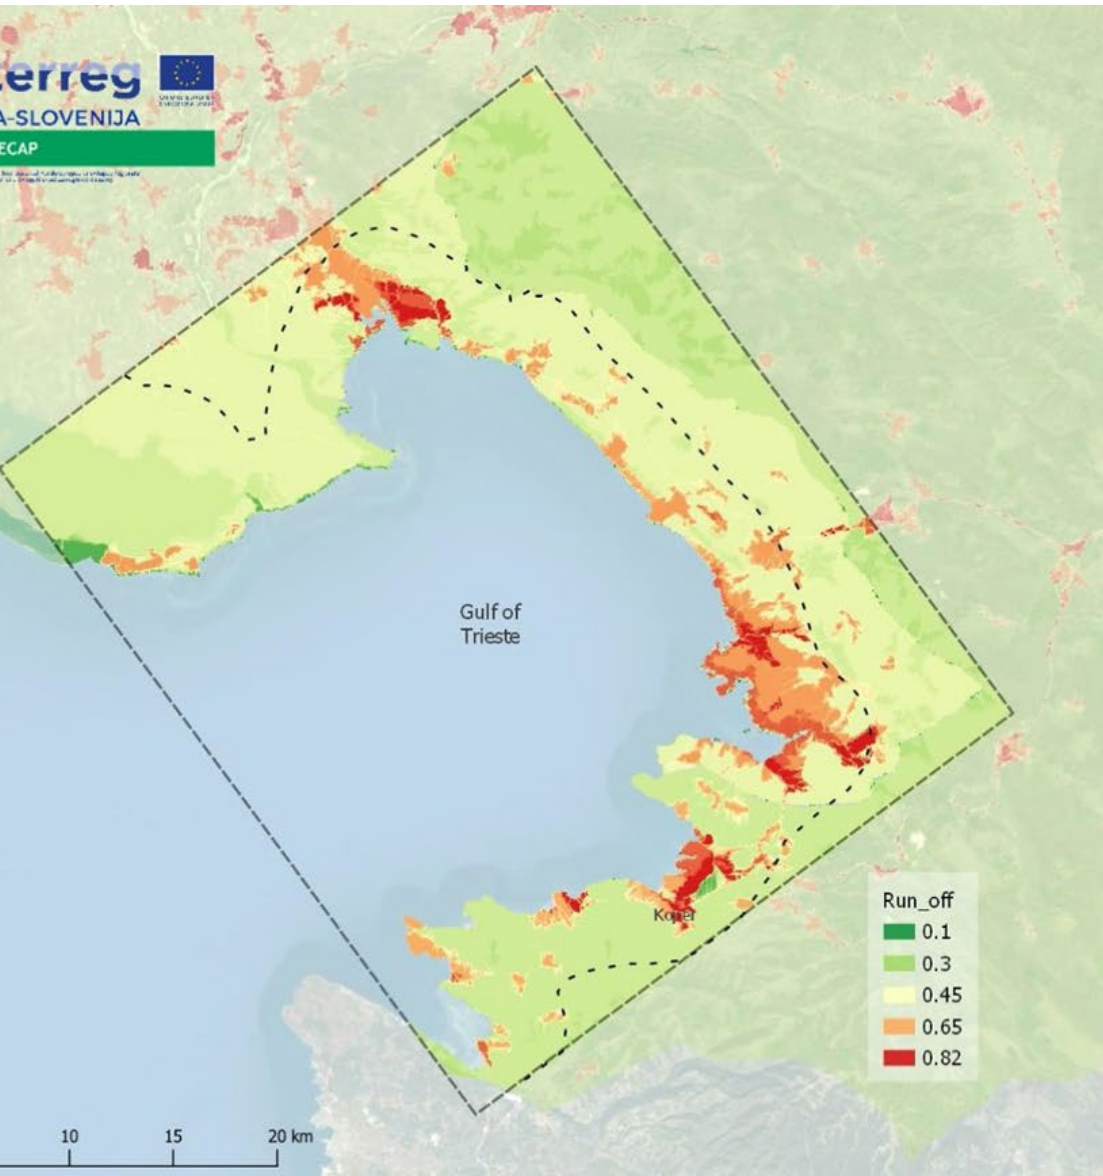 terreg
A-SLOVENIJA
ECAP
Gulf of
Trieste
Koper
Run_off
0.1
0.3
0.45
0.65
0.82
10 15 20 km